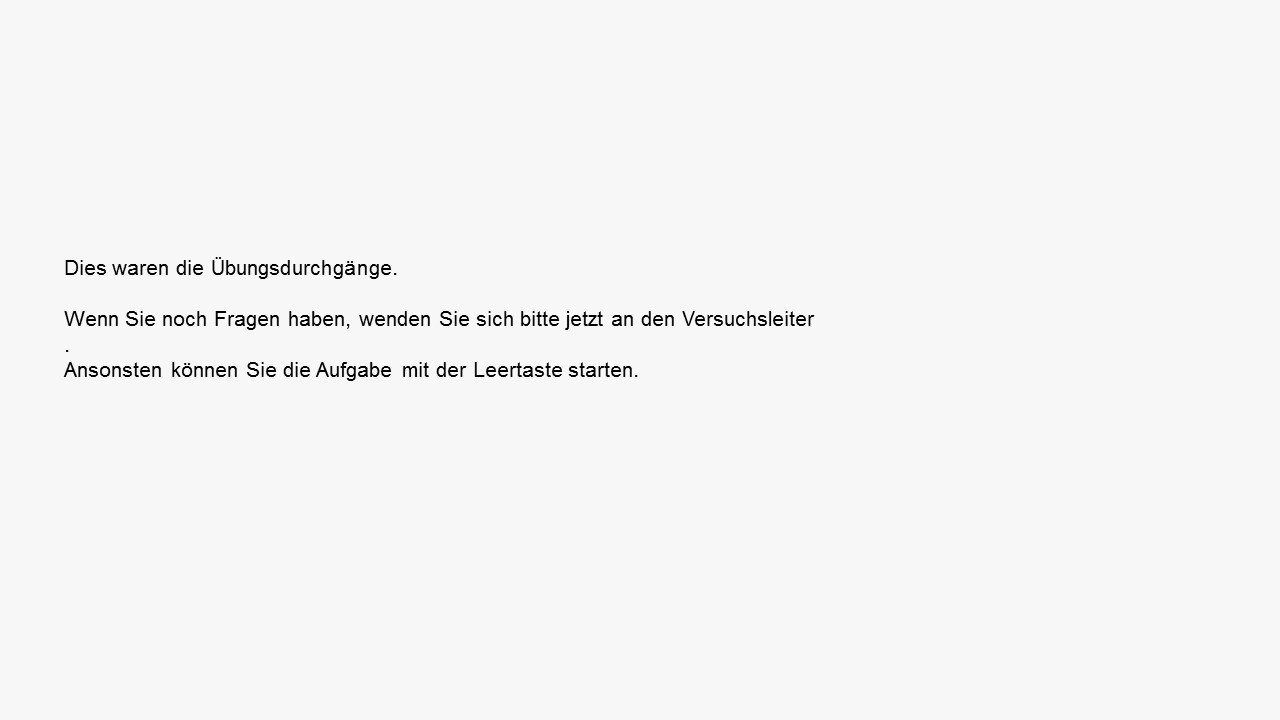 Dies waren die Übungsdurchgänge.
Wenn Sie noch Fragen haben, wenden Sie sich bitte jetzt an den Versuchsleiter
.
Ansonsten können Sie die Aufgabe mit der Leertaste starten.